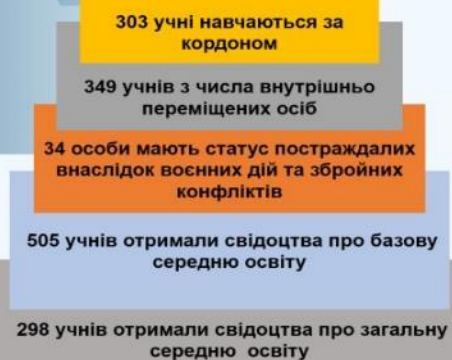 303 учні навчаються за
кордоном
349 учнів з числа внутрішньо
переміщених осіб
34 особи мають статус постраждалих
внаслідок воєнних дій та збройних
конфліктів
505 учнів отримали свідоцтва про базову
середню освіту
298 учнів отримали свідоцтва про загальну
середню освіту